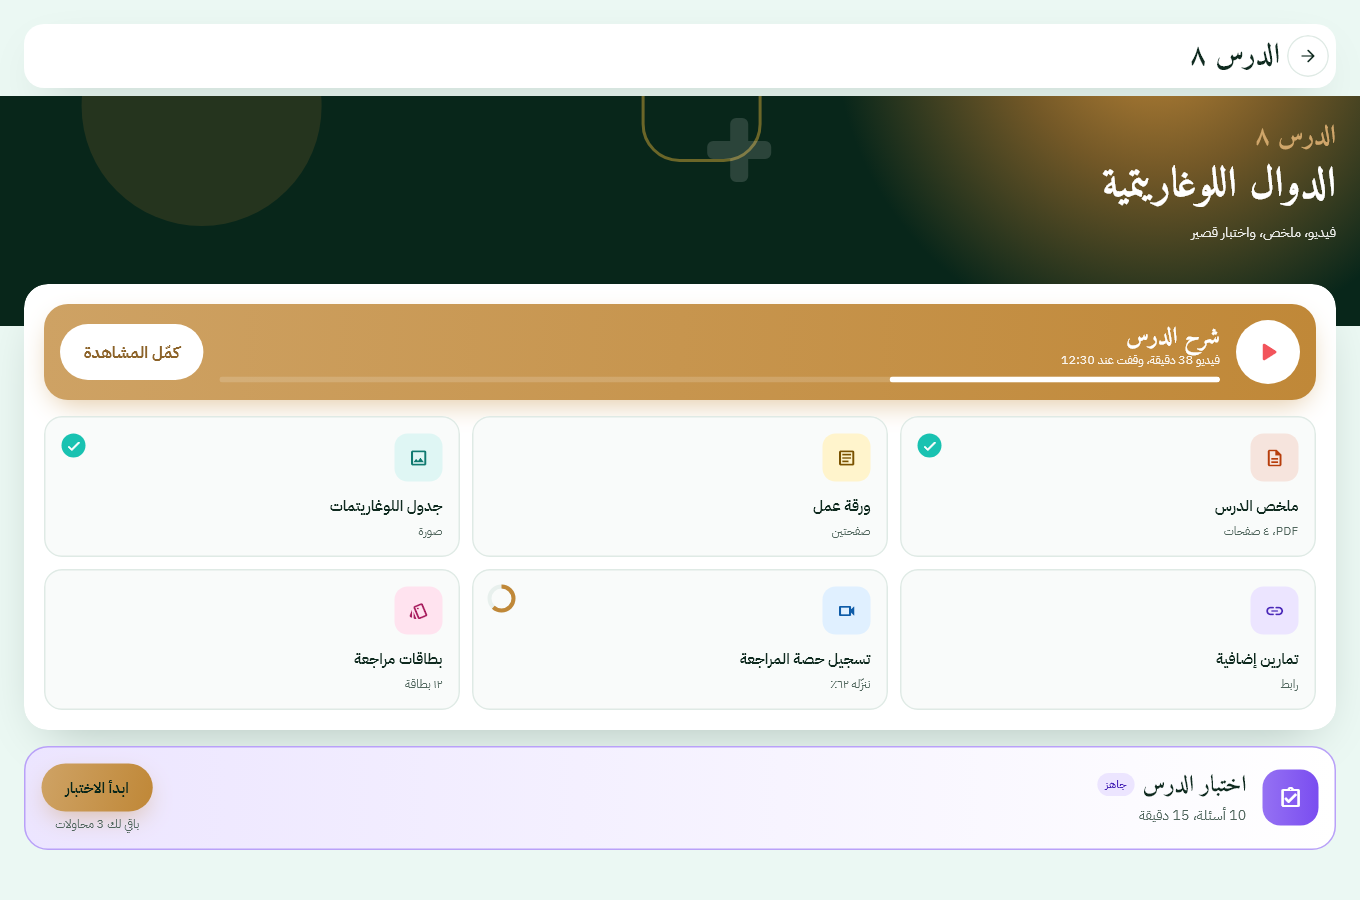 الدرس ٨
الدرس ٨
الدوال اللوغاريتمية
فيديو، ملخص، واختبار قصير
شرح الدرس
فيديو 38 دقيقة، وقفت عند 12:30
كمّل المشاهدة
ملخص الدرس
PDF، ٤ صفحات
ورقة عمل
صفحتين
جدول اللوغاريتمات
صورة
تمارين إضافية
رابط
تسجيل حصة المراجعة
ننزّله ٦٢٪
بطاقات مراجعة
١٢ بطاقة
اختبار الدرس جاهز
10 أسئلة، 15 دقيقة
ابدأ الاختبار
باقي لك 3 محاولات